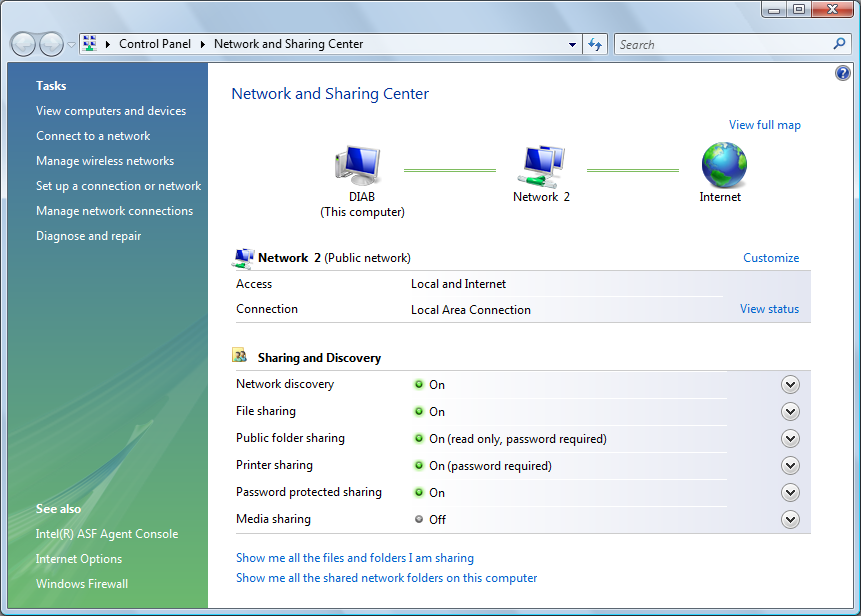 Control Panel Network and Sharing Center Search
Tasks
View computers and devices
Connect to a network
Manage wireless networks
Set up a connection or network
Manage network connections
Diagnose and repair
See also
Intel(R) ASF Agent Console
Internet Options
Windows Firewall
Network and Sharing Center
View full map
DIAB
(This computer)
Network 2
Internet
Network 2 (Public network) Customize
Access Local and Internet
Connection Local Area Connection View status
Sharing and Discovery
Network discovery On
File sharing On
Public folder sharing On (read only, password required)
Printer sharing On (password required)
Password protected sharing On
Media sharing Off
Show me all the files and folders I am sharing
Show me all the shared network folders on this computer